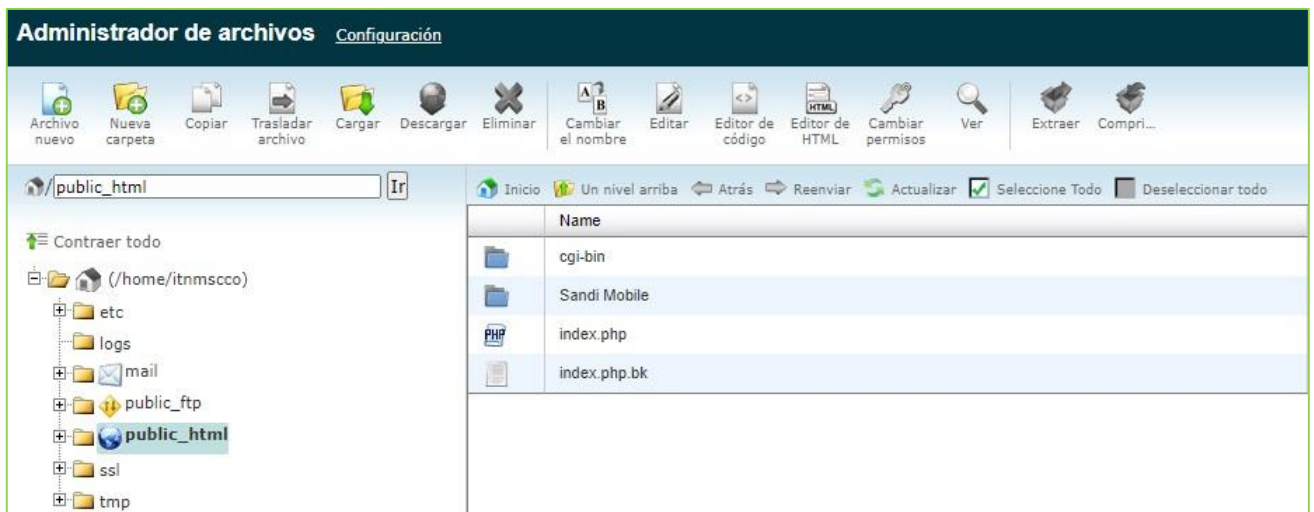 Administrador de archivos Configuración
A B
<> HTML
Archivo nuevo
Nueva carpeta
Copiar
Trasladar archivo
Cargar
Descargar
Eliminar
Cambiar el nombre
Editar
Editor de código
Editor de HTML
Cambiar permisos
Ver
Extraer
Compri...
/ public_html Ir
Contraer todo
(/home/itnmscco)
etc
logs
mail
public_ftp
public_html
ssl
tmp
Inicio Un nivel arriba Atrás Reenviar Actualizar Seleccione Todo Deseleccionar todo
Name
cgi-bin
Sandi Mobile
PHP index.php
index.php.bk